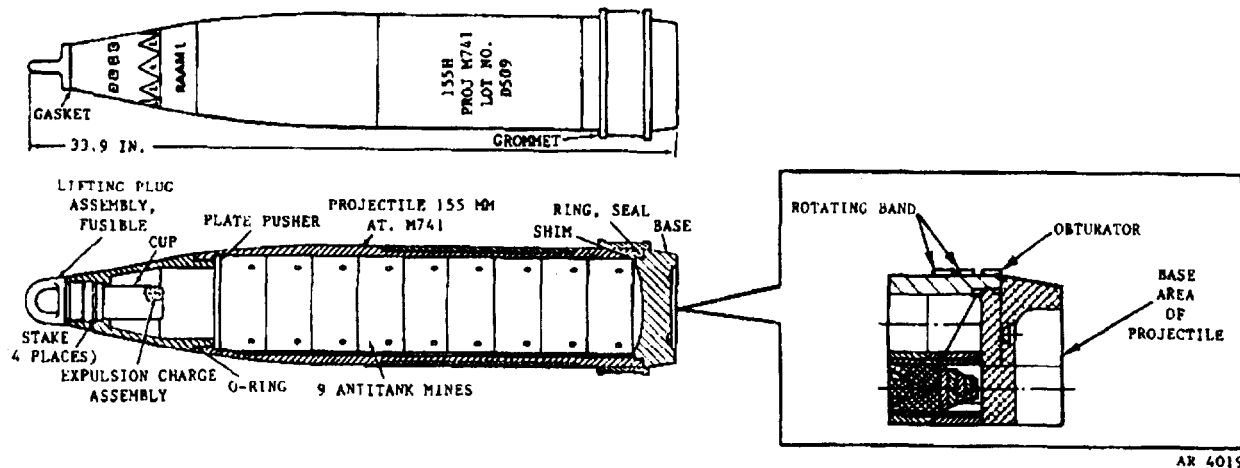 D883
RAAML
155H
PROJ M741
LOT NO.
D509
GASKET
GROMMET
33.9 IN.
LIFTING PLUG
ASSEMBLY,
FUSIBLE
CUP
PLATE PUSHER
PROJECTILE 155 MM
AT. M741
RING, SEAL
SHIM
BASE
STAKE
4 PLACES)
EXPULSION CHARGE
ASSEMBLY
O-RING
9 ANTITANK MINES
ROTATING BAND
OBTURATOR
BASE
AREA
OF
PROJECTILE
AR 4019